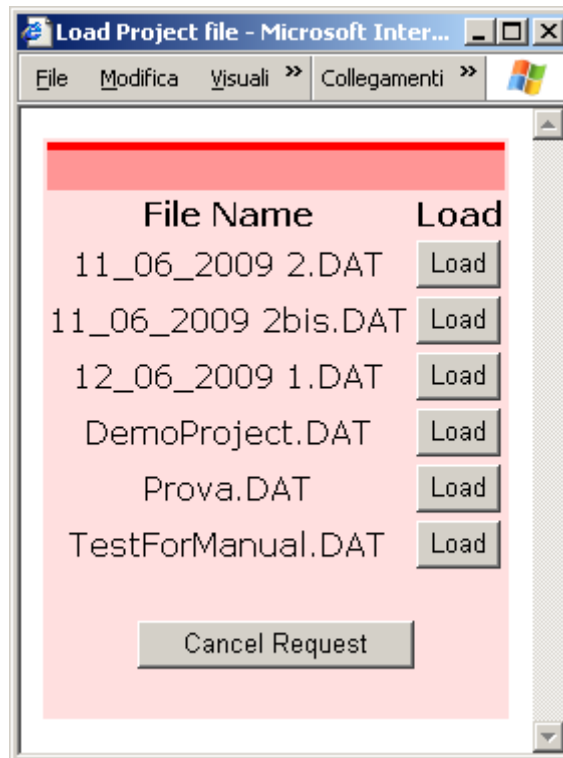 Load Project file - Microsoft Inter...
File Modifica Visuali » Collegamenti »
File Name Load
11_06_2009 2.DAT Load
11_06_2009 2bis.DAT Load
12_06_2009 1.DAT Load
DemoProject.DAT Load
Prova.DAT Load
TestForManual.DAT Load
Cancel Request